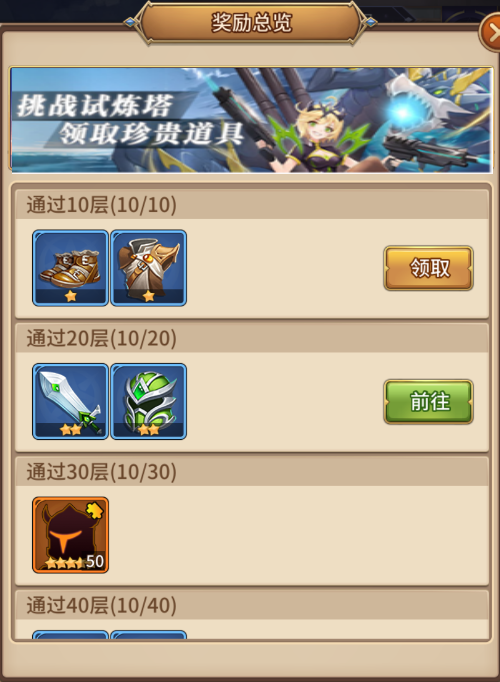 奖励总览
挑战试炼塔
领取珍贵道具
通过10层(10/10)
领取
通过20层(10/20)
前往
通过30层(10/30)
50
通过40层(10/40)